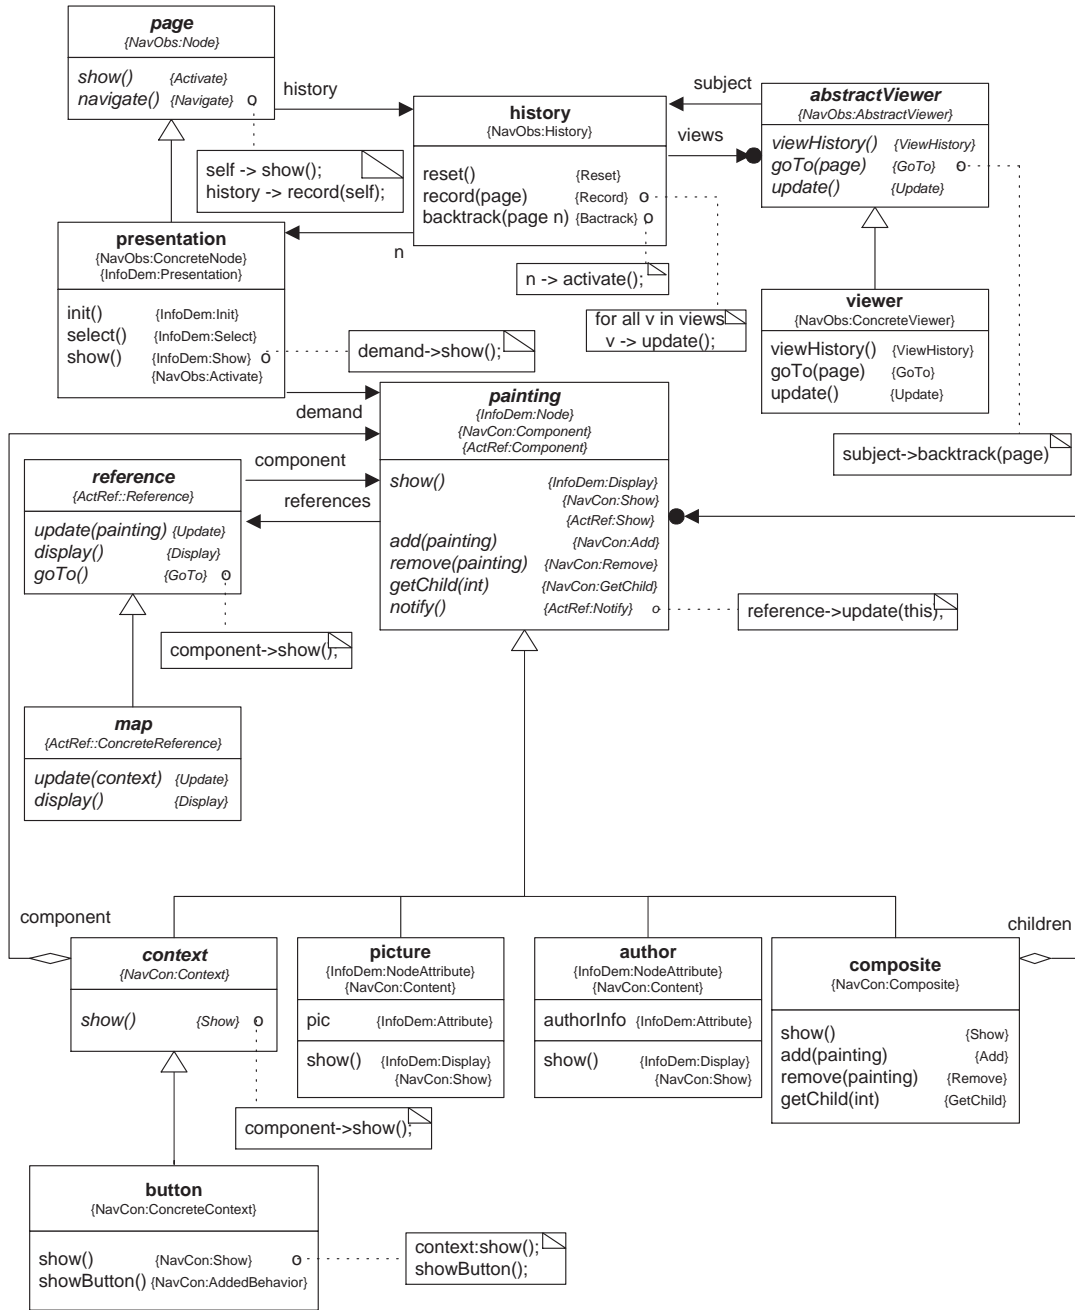 page
{NavObs:Node}
show() {Activate}
navigate() {Navigate} o
history
self -> show();
history -> record(self);
history
{NavObs:History}
reset() {Reset}
record(page) {Record} o
backtrack(page n) {Bactrack} o
subject
views
abstractViewer
{NavObs:AbstractViewer}
viewHistory() {ViewHistory}
goTo(page) {GoTo} o
update() {Update}
n
n -> activate();
for all v in views
v -> update();
presentation
{NavObs:ConcreteNode}
{InfoDem:Presentation}
init() {InfoDem:Init}
select() {InfoDem:Select}
show() {InfoDem:Show} o
{NavObs:Activate}
demand->show();
viewer
{NavObs:ConcreteViewer}
viewHistory() {ViewHistory}
goTo(page) {GoTo}
update() {Update}
subject->backtrack(page)
demand
painting
{InfoDem:Node}
{NavCon:Component}
{ActRef:Component}
show() {InfoDem:Display}
{NavCon:Show}
{ActRef:Show}
add(painting) {NavCon:Add}
remove(painting) {NavCon:Remove}
getChild(int) {NavCon:GetChild}
notify() {ActRef:Notify} o
reference->update(this);
component
references
reference
{ActRef::Reference}
update(painting) {Update}
display() {Display}
goTo() {GoTo} o
component->show();
map
{ActRef::ConcreteReference}
update(context) {Update}
display() {Display}
component
children
context
{NavCon:Context}
show() {Show} o
component->show();
picture
{InfoDem:NodeAttribute}
{NavCon:Content}
pic {InfoDem:Attribute}
show() {InfoDem:Display}
{NavCon:Show}
author
{InfoDem:NodeAttribute}
{NavCon:Content}
authorInfo {InfoDem:Attribute}
show() {InfoDem:Display}
{NavCon:Show}
composite
{NavCon:Composite}
show() {Show}
add(painting) {Add}
remove(painting) {Remove}
getChild(int) {GetChild}
button
{NavCon:ConcreteContext}
show() {NavCon:Show} o
showButton() {NavCon:AddedBehavior}
context:show();
showButton();